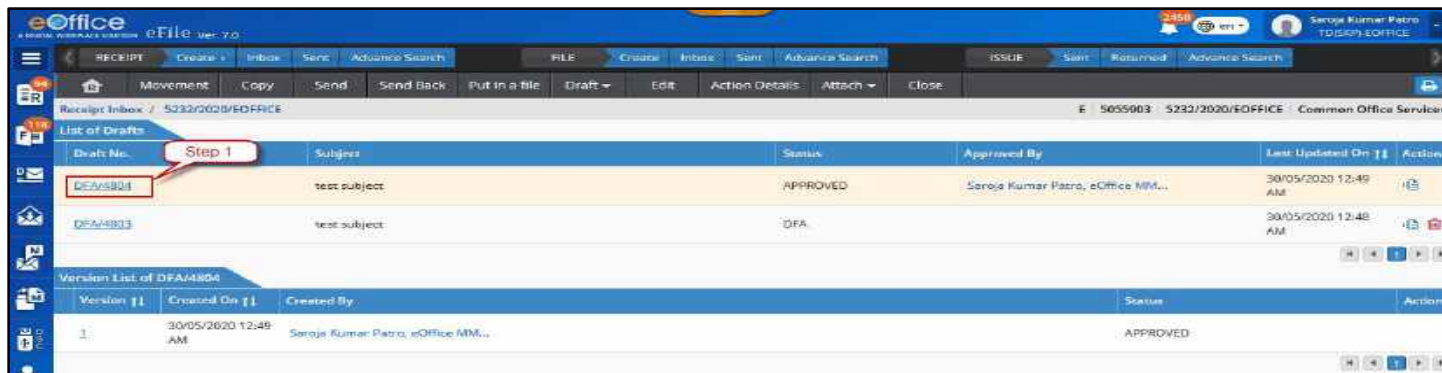 eOffice
A DIGITAL WORKPLACE SOLUTION eFile Ver. 7.0
2450 en Saroja Kumar Patro
TD(SKP)-EOFFICE
RECEIPT Create Inbox Sent Advance Search FILE Create Inbox Sent Advance Search ISSUE Sent Returned Advance Search
Movement Copy Send Send Back Put in a file Draft Edit Action Details Attach Close
Receipt Inbox / 5232/2020/EOFFICE E 5055903 5232/2020/EOFFICE Common Office Services
List of Drafts
Draft No. Step 1 Subject Status Approved By Last Updated On Action
DFA/4804 test subject APPROVED Saroja Kumar Patro, eOffice MM... 30/05/2020 12:49 AM
DFA/4803 test subject DFA 30/05/2020 12:48 AM
1
Version List of DFA/4804
Version Created On Created By Status Action
1 30/05/2020 12:49 AM Saroja Kumar Patro, eOffice MM... APPROVED
1